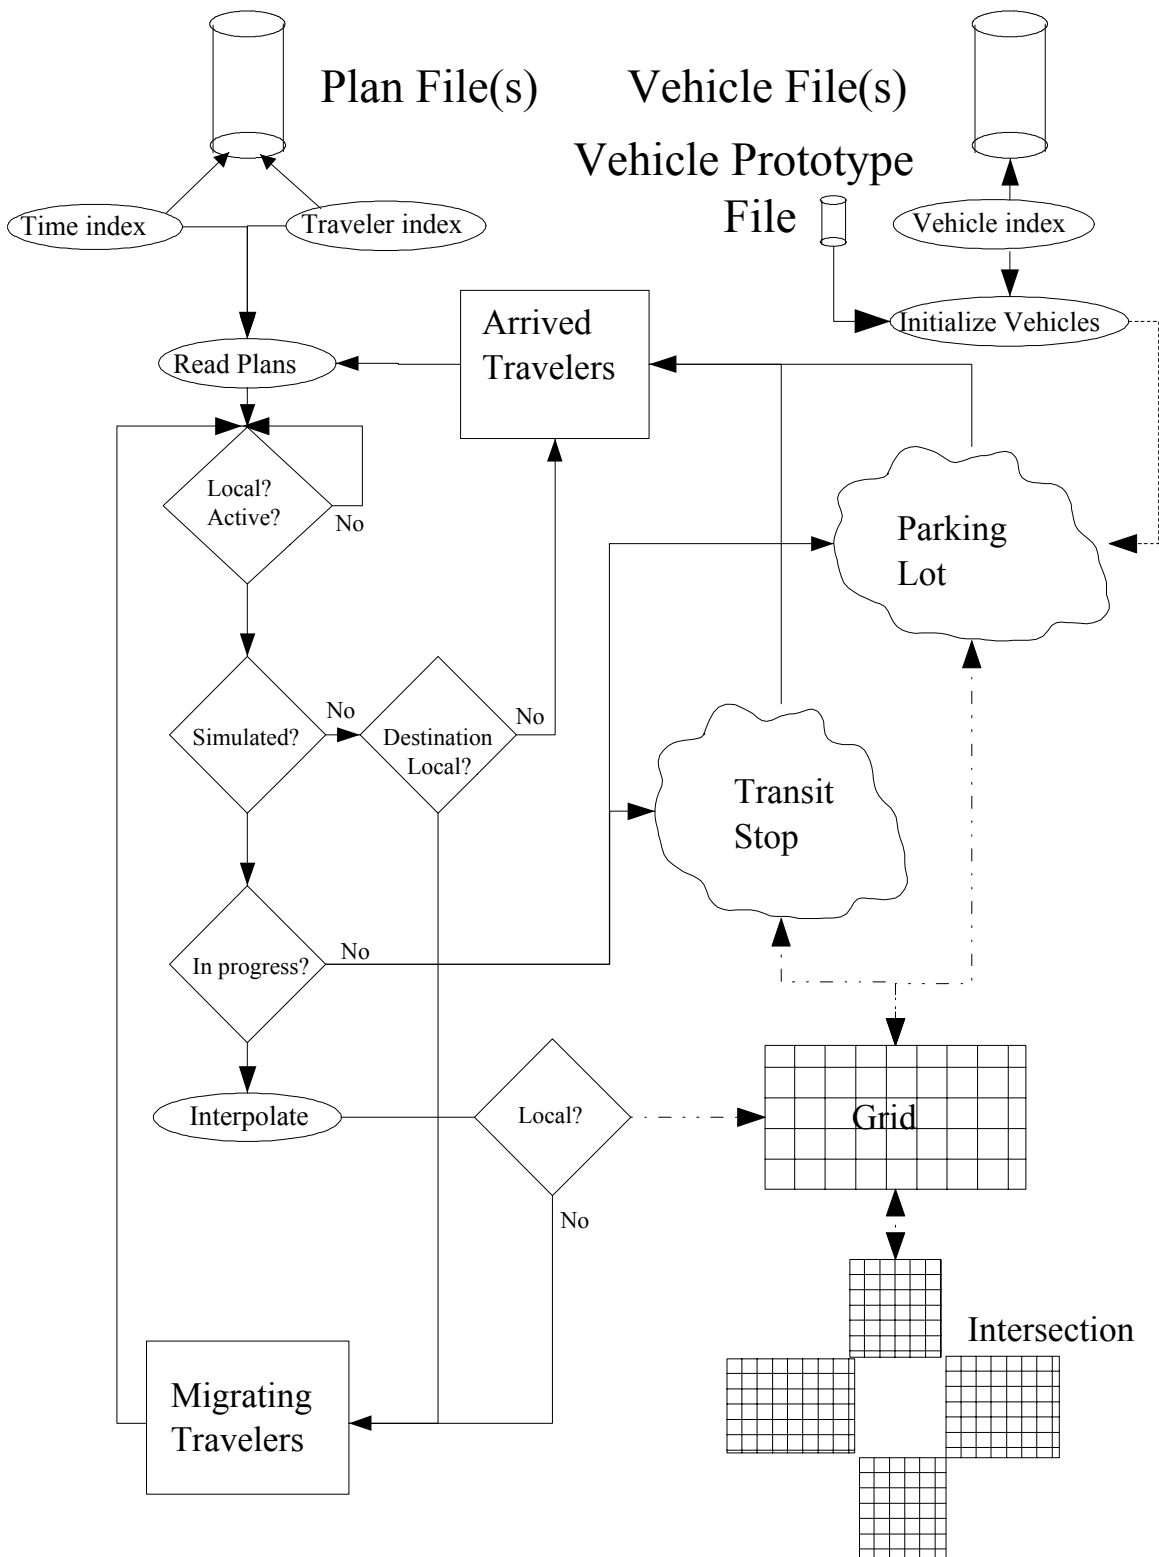 Plan File(s)
Vehicle File(s)
Vehicle Prototype
File
Time index
Traveler index
Vehicle index
Initialize Vehicles
Arrived
Travelers
Read Plans
Local?
Active?
No
Parking
Lot
Simulated?
No
Destination
Local?
No
Transit
Stop
In progress?
No
Interpolate
Local?
No
Grid
Intersection
Migrating
Travelers